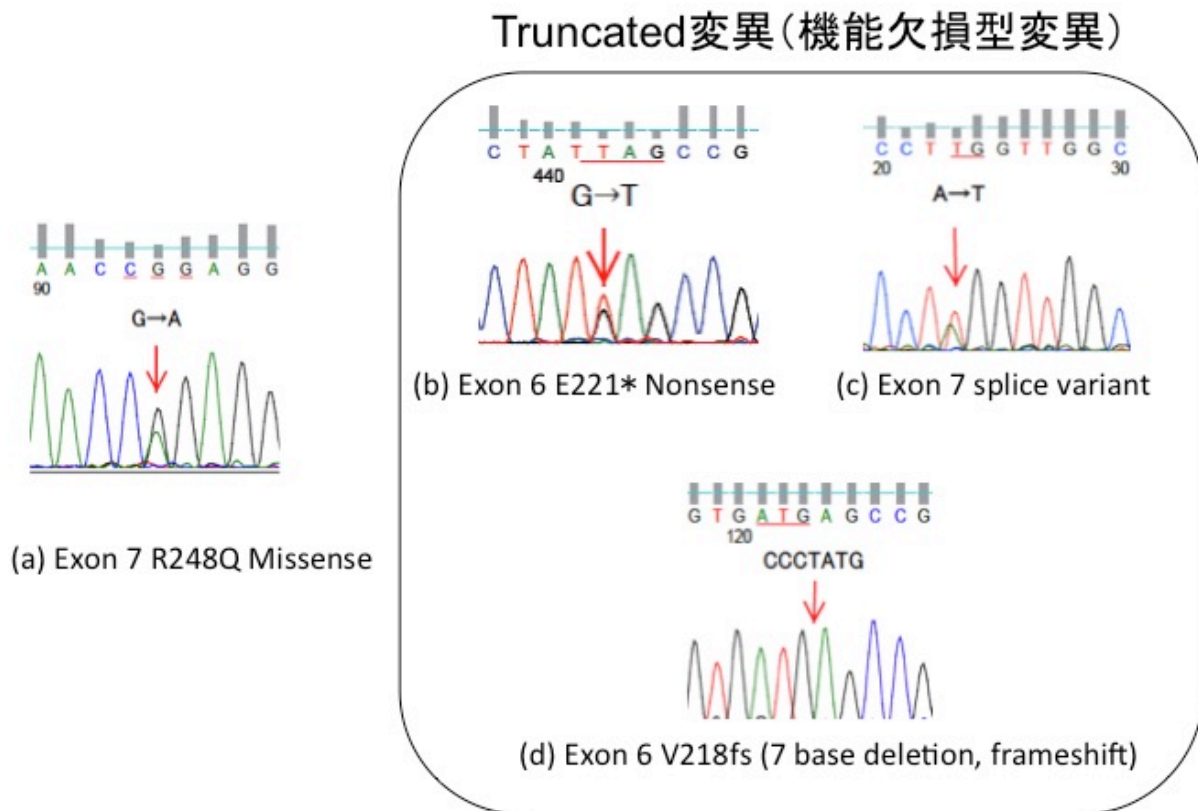 Truncated変異(機能欠損型変異)
A A C C G G A G G
90
G→A
(a) Exon 7 R248Q Missense
C T A T T A G C C G
440
G→T
(b) Exon 6 E221* Nonsense
C C T T G G T T G G C
20 30
A→T
(c) Exon 7 splice variant
G T G A T G A G C C G
120
CCCTATG
(d) Exon 6 V218fs (7 base deletion, frameshift)